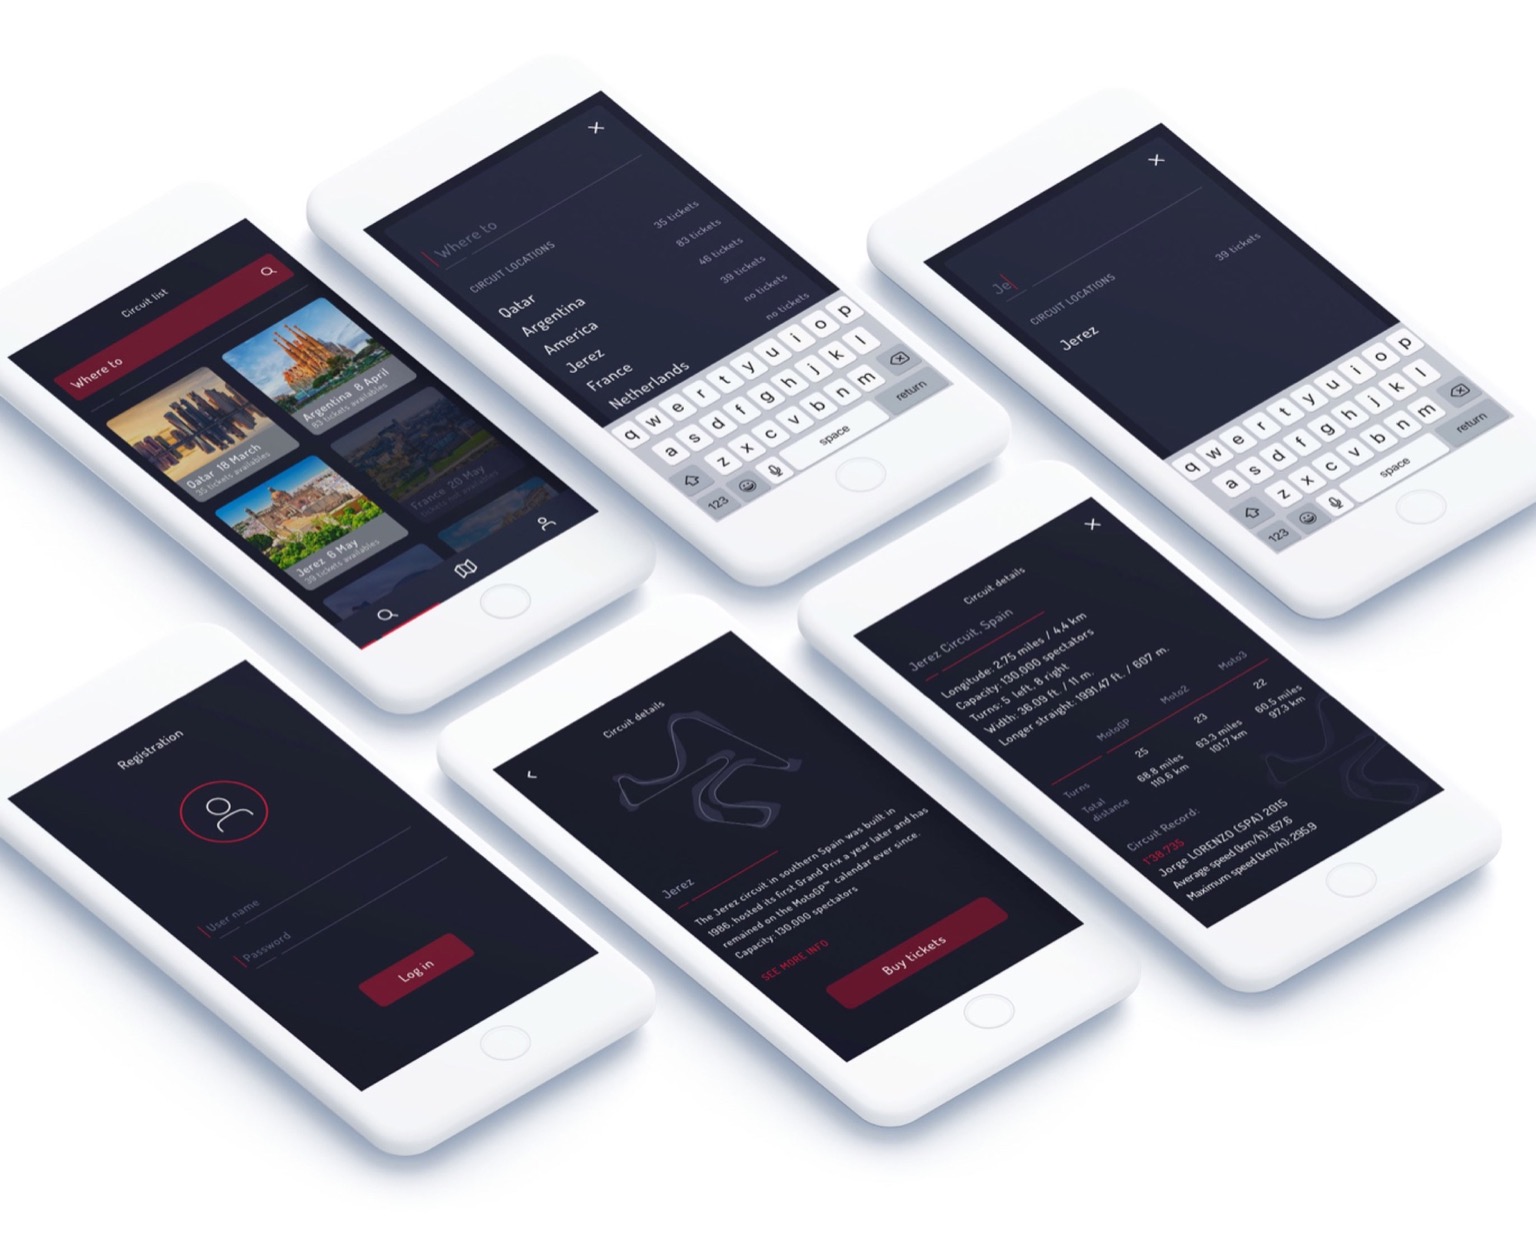 Circuit list
Where to
Qatar 18 March
35 tickets availables
Argentina 8 April
83 tickets availables
Jerez 6 May
39 tickets availables
France 20 May
tickets not availables
Where to
CIRCUIT LOCATIONS
Qatar 35 tickets
Argentina 83 tickets
America 46 tickets
Jerez 39 tickets
France no tickets
Netherlands no tickets
q w e r t y u i o p
a s d f g h j k l
z x c v b n m
123 space return
Je
CIRCUIT LOCATIONS
Jerez 39 tickets
q w e r t y u i o p
a s d f g h j k l
z x c v b n m
123 space return
Registration
User name
Password
Log in
Circuit details
Jerez
The Jerez circuit in southern Spain was built in
1986, hosted its first Grand Prix a year later and has
remained on the MotoGP™ calendar ever since.
Capacity: 130,000 spectators
SEE MORE INFO
Buy tickets
Circuit details
Jerez Circuit, Spain
Longitude: 2.75 miles / 4,4 km
Capacity: 130,000 spectators
Turns: 5 left, 8 right
Width: 36.09 ft. / 11 m.
Longer straight: 1991.47 ft. / 607 m.
MotoGP Moto2 Moto3
Turns 25 23 22
Total distance 68.8 miles 63.3 miles 60.5 miles
110,6 km 101,7 km 97,3 km
Circuit Record:
1'38.735
Jorge LORENZO (SPA) 2015
Average speed (km/h): 157,6
Maximum speed (km/h): 295,9